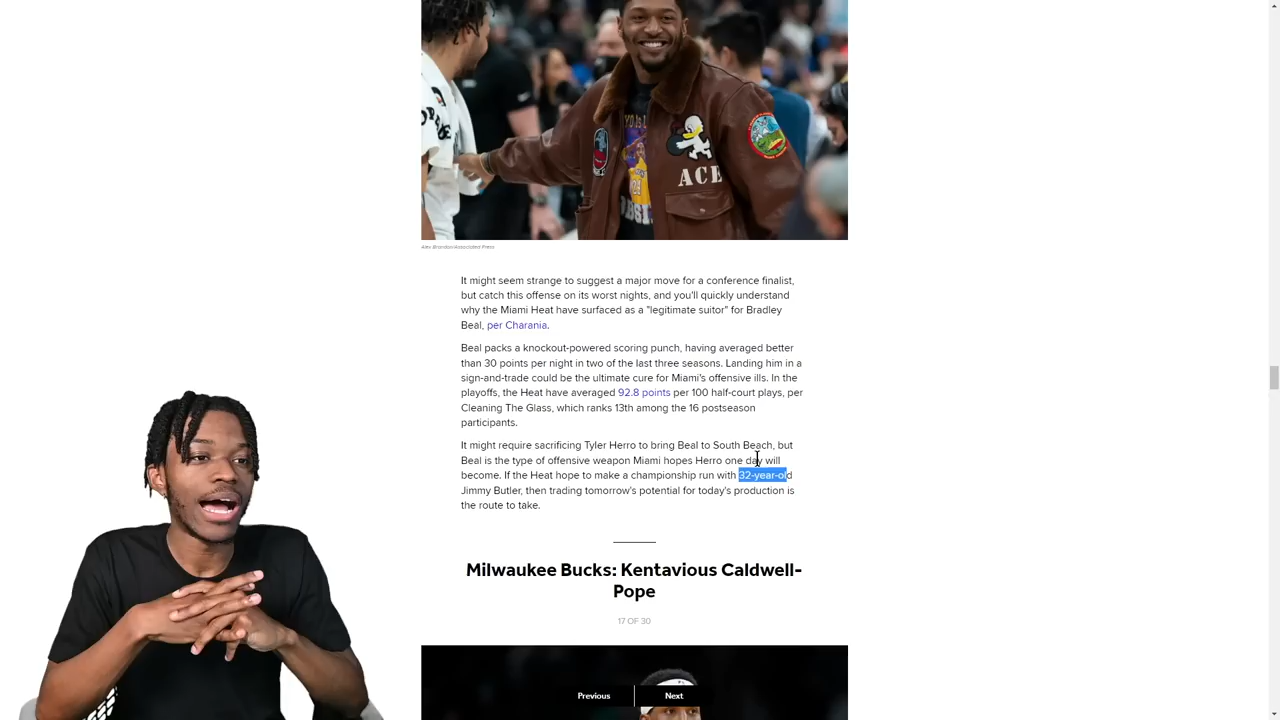 ACE
Alex Brandon/Associated Press
It might seem strange to suggest a major move for a conference finalist,
but catch this offense on its worst nights, and you'll quickly understand
why the Miami Heat have surfaced as a "legitimate suitor" for Bradley
Beal, per Charania.
Beal packs a knockout-powered scoring punch, having averaged better
than 30 points per night in two of the last three seasons. Landing him in a
sign-and-trade could be the ultimate cure for Miami's offensive ills. In the
playoffs, the Heat have averaged 92.8 points per 100 half-court plays, per
Cleaning The Glass, which ranks 13th among the 16 postseason
participants.
It might require sacrificing Tyler Herro to bring Beal to South Beach, but
Beal is the type of offensive weapon Miami hopes Herro one day will
become. If the Heat hope to make a championship run with 32-year-old
Jimmy Butler, then trading tomorrow's potential for today's production is
the route to take.
Milwaukee Bucks: Kentavious Caldwell-
Pope
17 OF 30
Previous
Next